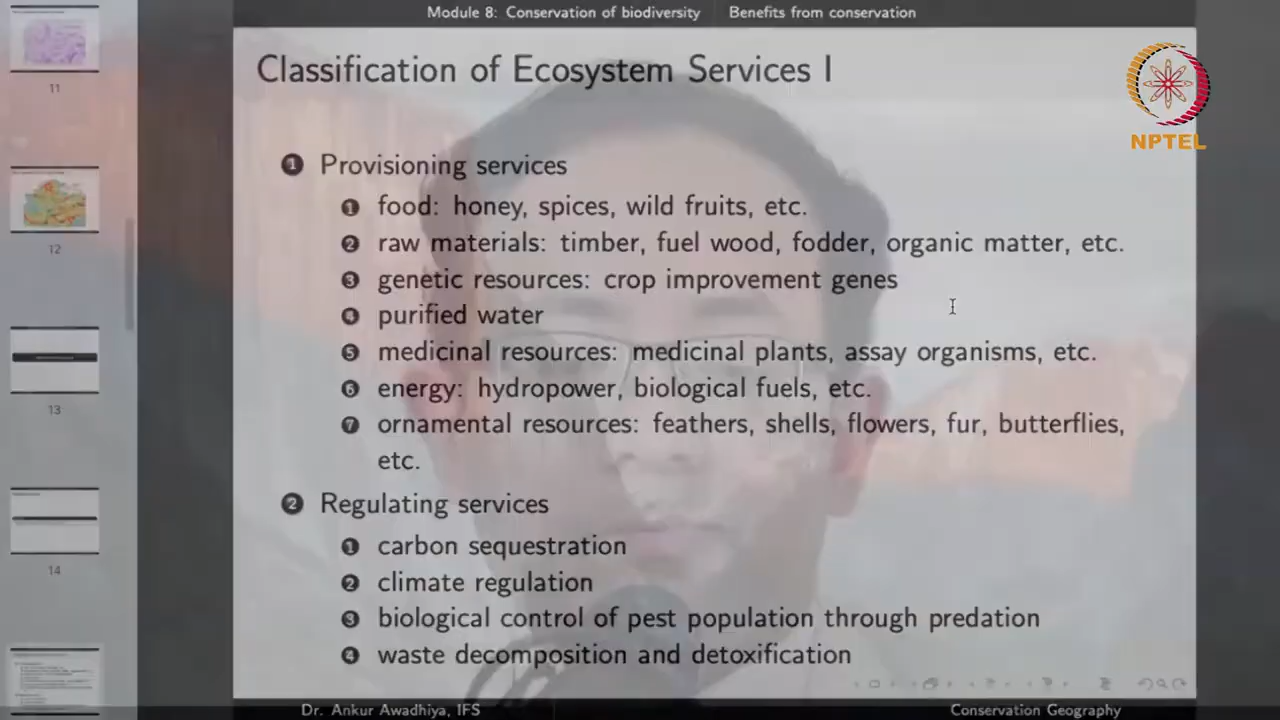 Module 8: Conservation of biodiversity Benefits from conservation
Classification of Ecosystem Services I
NPTEL
1 Provisioning services
1 food: honey, spices, wild fruits, etc.
2 raw materials: timber, fuel wood, fodder, organic matter, etc.
3 genetic resources: crop improvement genes
4 purified water
5 medicinal resources: medicinal plants, assay organisms, etc.
6 energy: hydropower, biological fuels, etc.
7 ornamental resources: feathers, shells, flowers, fur, butterflies,
etc.
2 Regulating services
1 carbon sequestration
2 climate regulation
3 biological control of pest population through predation
4 waste decomposition and detoxification
Dr. Ankur Awadhiya, IFS Conservation Geography
11
12
13
14